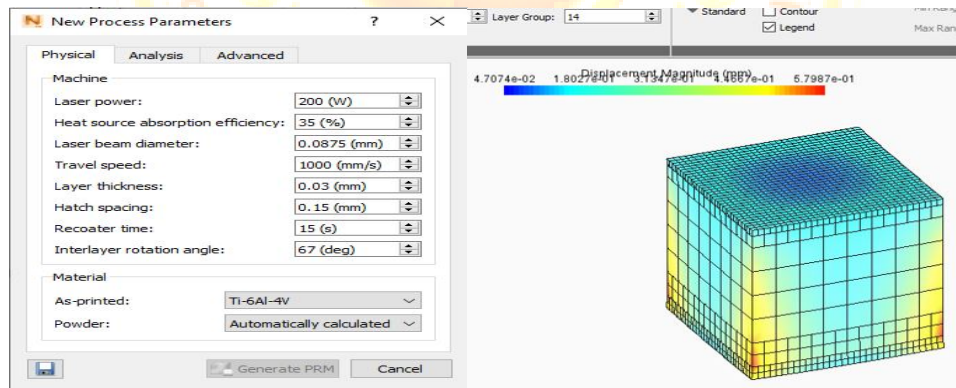 New Process Parameters ? ×
Physical Analysis Advanced
Machine
Laser power: 200 (W)
Heat source absorption efficiency: 35 (%)
Laser beam diameter: 0.0875 (mm)
Travel speed: 1000 (mm/s)
Layer thickness: 0.03 (mm)
Hatch spacing: 0.15 (mm)
Recoater time: 15 (s)
Interlayer rotation angle: 67 (deg)
Material
As-printed: Ti-6Al-4V
Powder: Automatically calculated
Generate PRM Cancel
Layer Group: 14 Standard Contour
Legend Max Ran
Displacement Magnitude (mm)
4.7074e-02 1.8027e-01 3.1347e-01 4.4667e-01 5.7987e-01